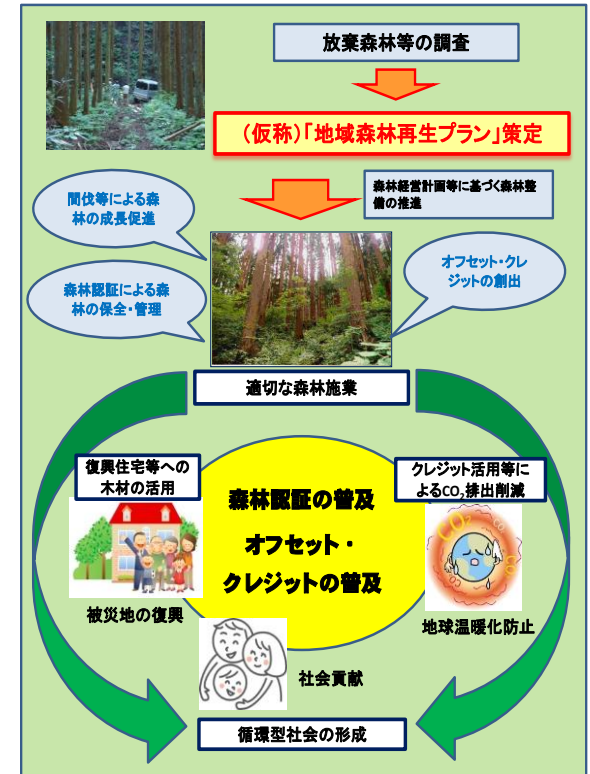 放棄森林等の調査
（仮称）「地域森林再生プラン」策定
森林経営計画等に基づく森林整
備の推進
間伐等による森
林の成長促進
森林認証による森
林の保全・管理
オフセット・クレ
ジットの創出
適切な森林施業
復興住宅等への
木材の活用
クレジット活用等に
よるCO₂排出削減
森林認証の普及
オフセット・
クレジットの普及
CO₂
CO
CO
被災地の復興
地球温暖化防止
社会貢献
循環型社会の形成